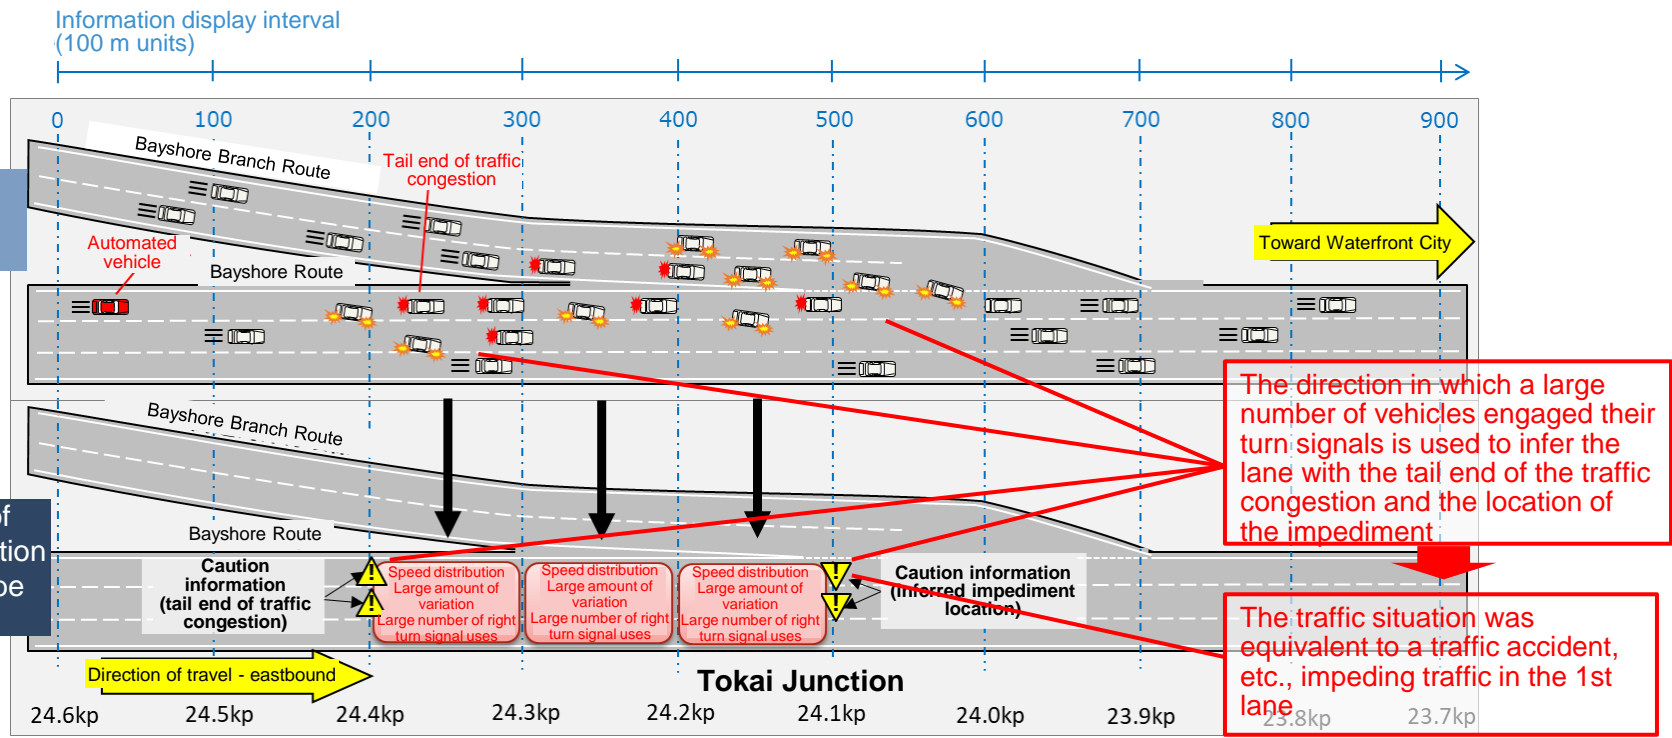 Information display interval
(100 m units)
0 100 200 300 400 500 600 700 800 900
Bayshore Branch Route
Tail end of traffic
congestion
Automated
vehicle
Bayshore Route
Toward Waterfront City
The direction in which a large
number of vehicles engaged their
turn signals is used to infer the
lane with the tail end of the traffic
congestion and the location of
the impediment
Bayshore Branch Route
Bayshore Route
of
tion
pe
Caution
information
(tail end of traffic
congestion)
Speed distribution
Large amount of
variation
Large number of right
turn signal uses
Speed distribution
Large amount of
variation
Large number of right
turn signal uses
Speed distribution
Large amount of
variation
Large number of right
turn signal uses
!
!
!
!
Caution information
(inferred impediment
location)
The traffic situation was
equivalent to a traffic accident,
etc., impeding traffic in the 1st
lane
Direction of travel - eastbound
Tokai Junction
24.6kp 24.5kp 24.4kp 24.3kp 24.2kp 24.1kp 24.0kp 23.9kp 23.8kp 23.7kp